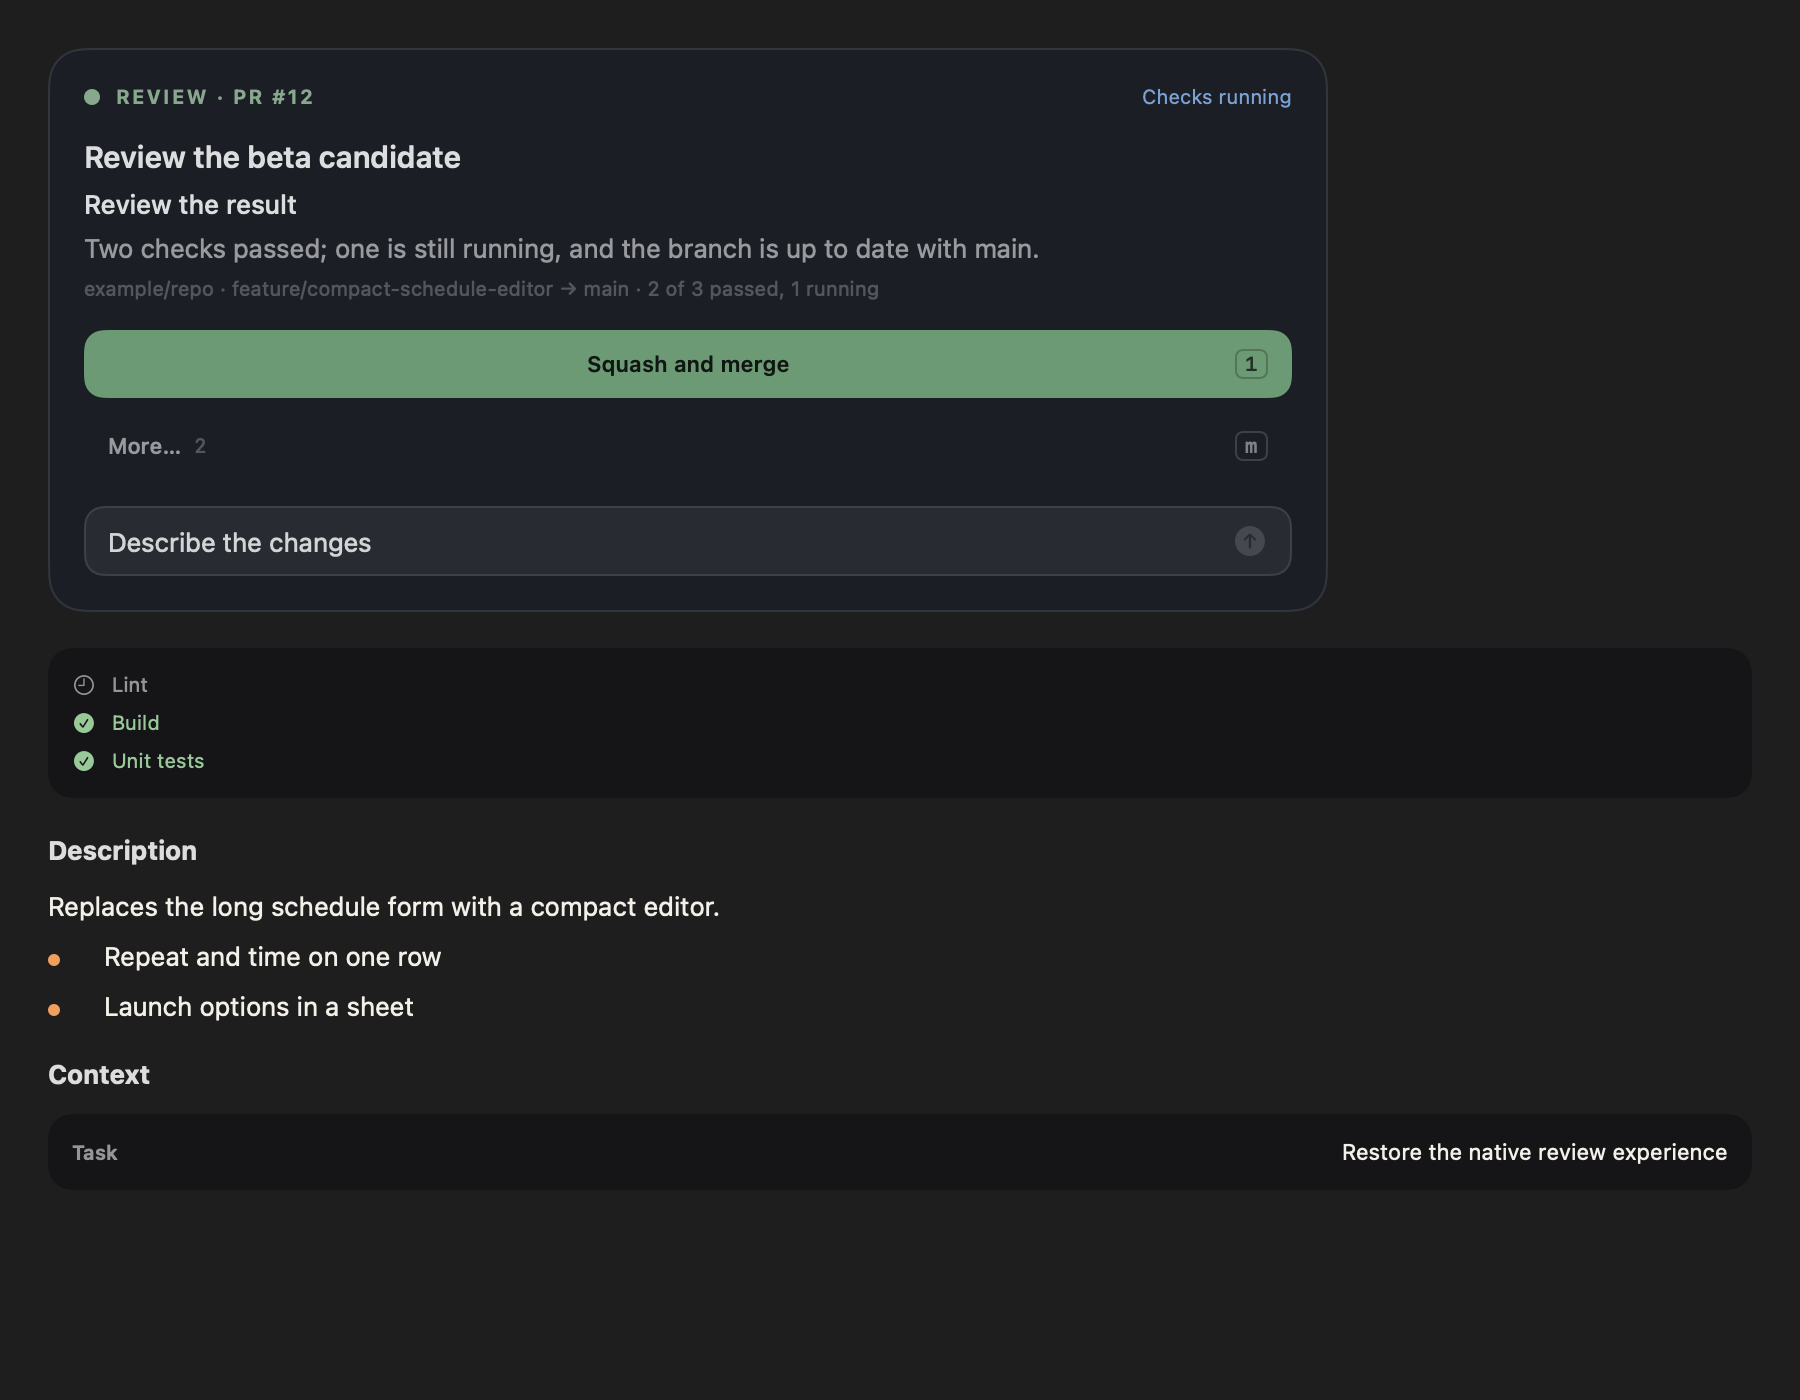 REVIEW · PR #12
Checks running
Review the beta candidate
Review the result
Two checks passed; one is still running, and the branch is up to date with main.
example/repo · feature/compact-schedule-editor → main · 2 of 3 passed, 1 running
Squash and merge 1
More... 2 m
Describe the changes
Lint
Build
Unit tests
Description
Replaces the long schedule form with a compact editor.
Repeat and time on one row
Launch options in a sheet
Context
Task
Restore the native review experience